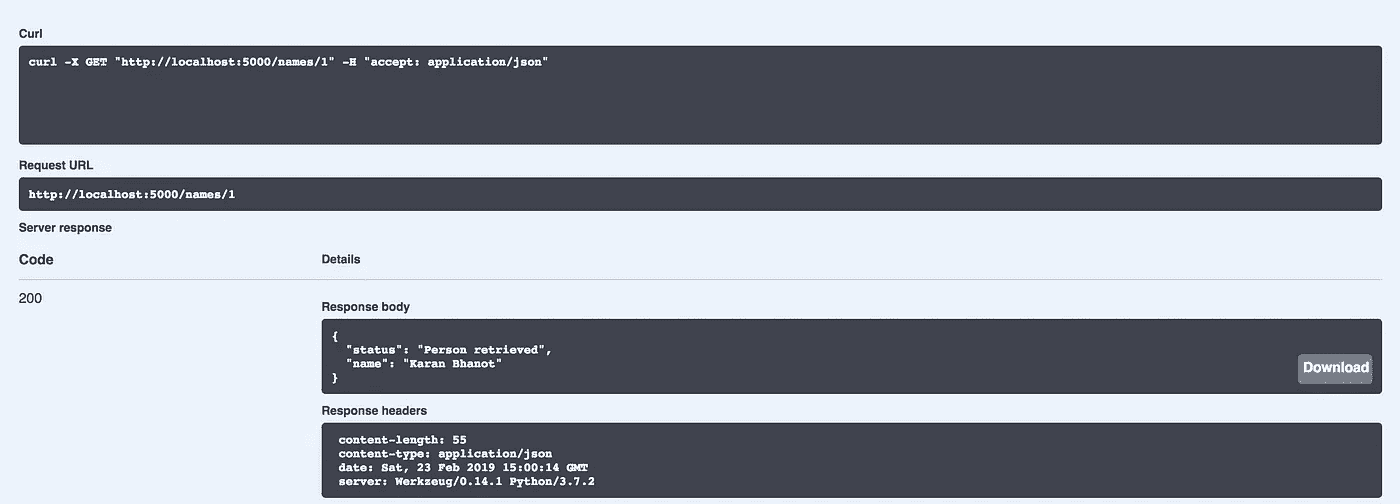 Curl
curl -X GET "http://localhost:5000/names/1" -H "accept: application/json"
Request URL
http://localhost:5000/names/1
Server response
Code Details
200
Response body
{
"status": "Person retrieved",
"name": "Karan Bhanot"
}
Download
Response headers
content-length: 55
content-type: application/json
date: Sat, 23 Feb 2019 15:00:14 GMT
server: Werkzeug/0.14.1 Python/3.7.2